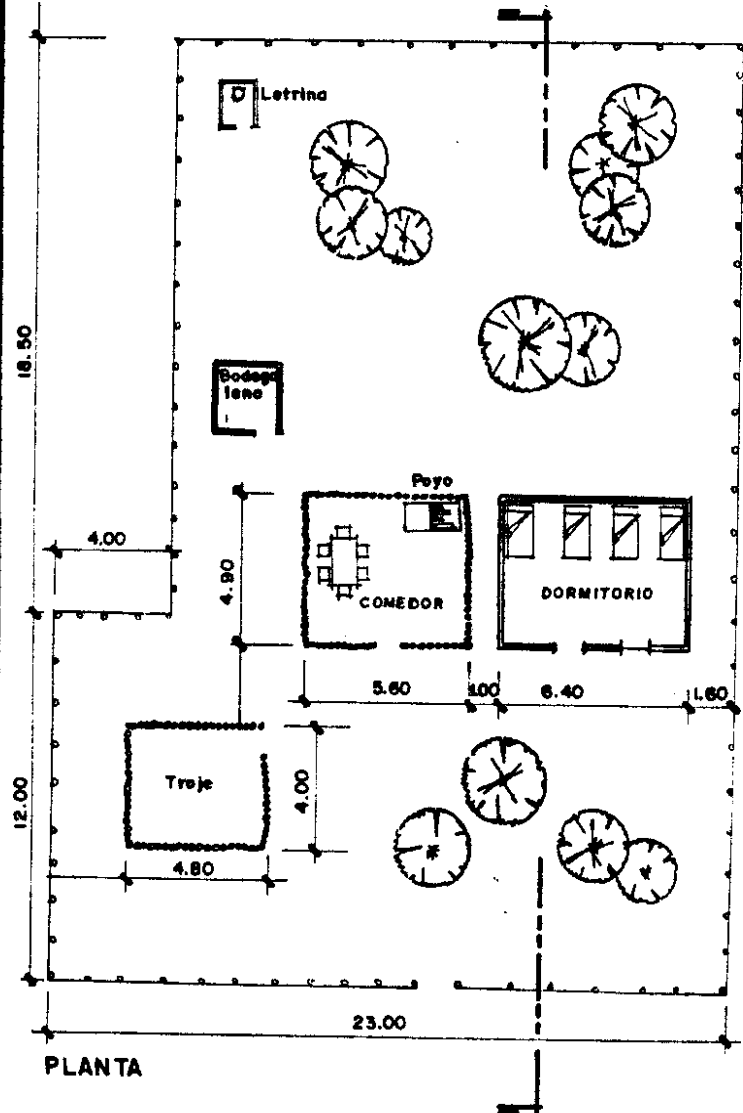 Letrina
18.50
Bodega
lena
Poyo
4.00
4.90
COMEDOR
DORMITORIO
5.60
1.00
6.40
1.60
Troje
4.00
12.00
4.80
23.00
PLANTA